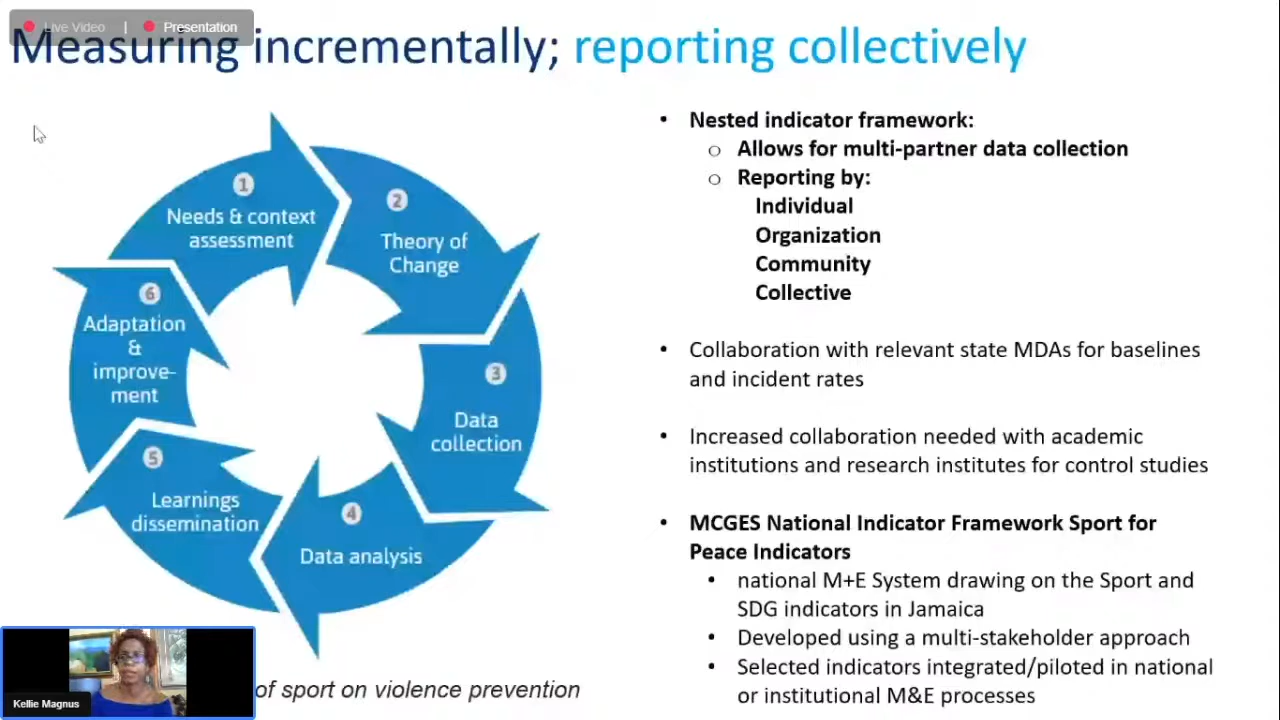 Live Video | Presentation
Measuring incrementally; reporting collectively
1
Needs & context
assessment
2
Theory of
Change
3
Data
collection
4
Data analysis
5
Learnings
dissemination
6
Adaptation
&
improve-
ment
of sport on violence prevention
Kellie Magnus
• Nested indicator framework:
o Allows for multi-partner data collection
o Reporting by:
Individual
Organization
Community
Collective
• Collaboration with relevant state MDAs for baselines
and incident rates
• Increased collaboration needed with academic
institutions and research institutes for control studies
• MCGES National Indicator Framework Sport for
Peace Indicators
• national M+E System drawing on the Sport and
SDG indicators in Jamaica
• Developed using a multi-stakeholder approach
• Selected indicators integrated/piloted in national
or institutional M&E processes